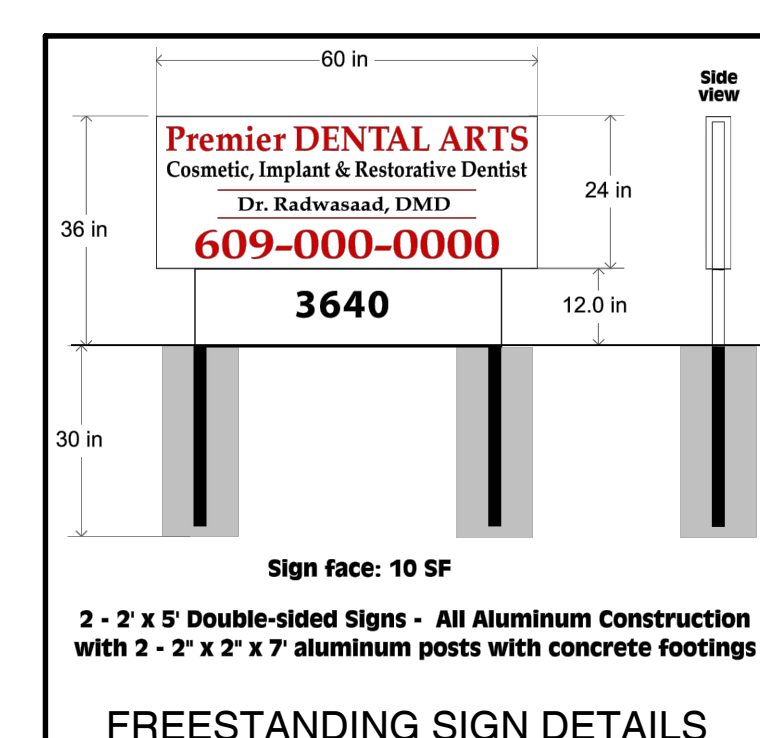 60 in
Side
view
Premier DENTAL ARTS
Cosmetic, Implant & Restorative Dentist
Dr. Radwasaad, DMD
609-000-0000
24 in
36 in
3640
12.0 in
30 in
Sign face: 10 SF
2 - 2' x 5' Double-sided Signs - All Aluminum Construction
with 2 - 2" x 2" x 7' aluminum posts with concrete footings
FREESTANDING SIGN DETAILS